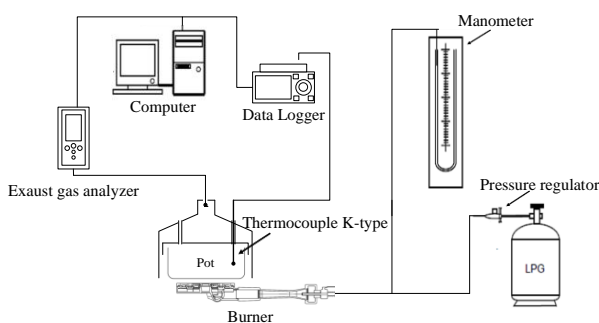 Manometer
Computer
Data Logger
Exaust gas analyzer
Pressure regulator
Thermocouple K-type
Pot
LPG
Burner